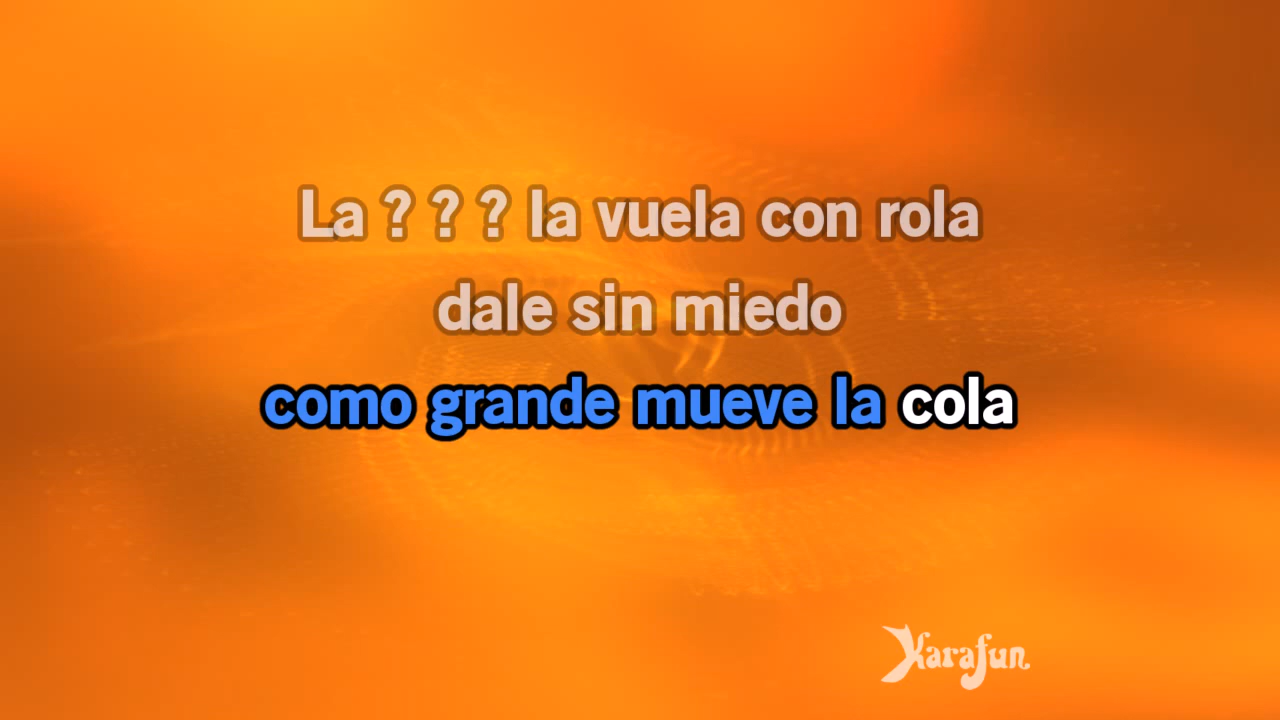 La ? ? ? la vuela con rola
dale sin miedo
como grande mueve la cola
Karafun